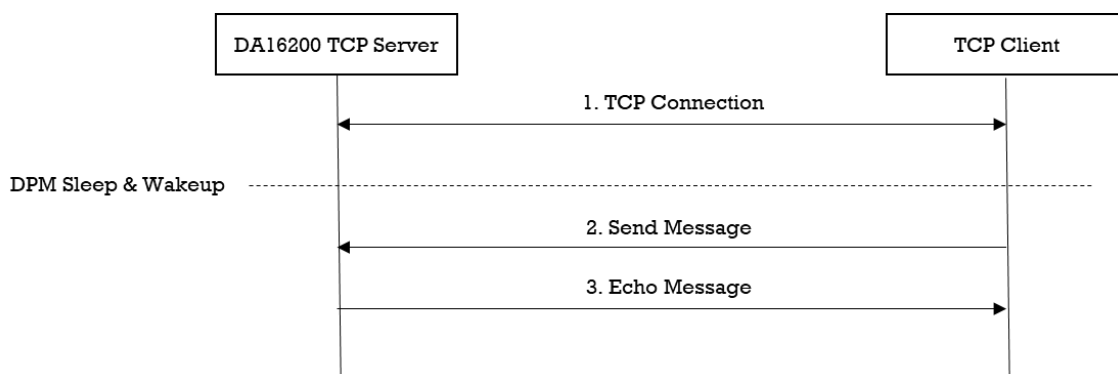 DA16200 TCP Server
TCP Client
1. TCP Connection
DPM Sleep & Wakeup
2. Send Message
3. Echo Message